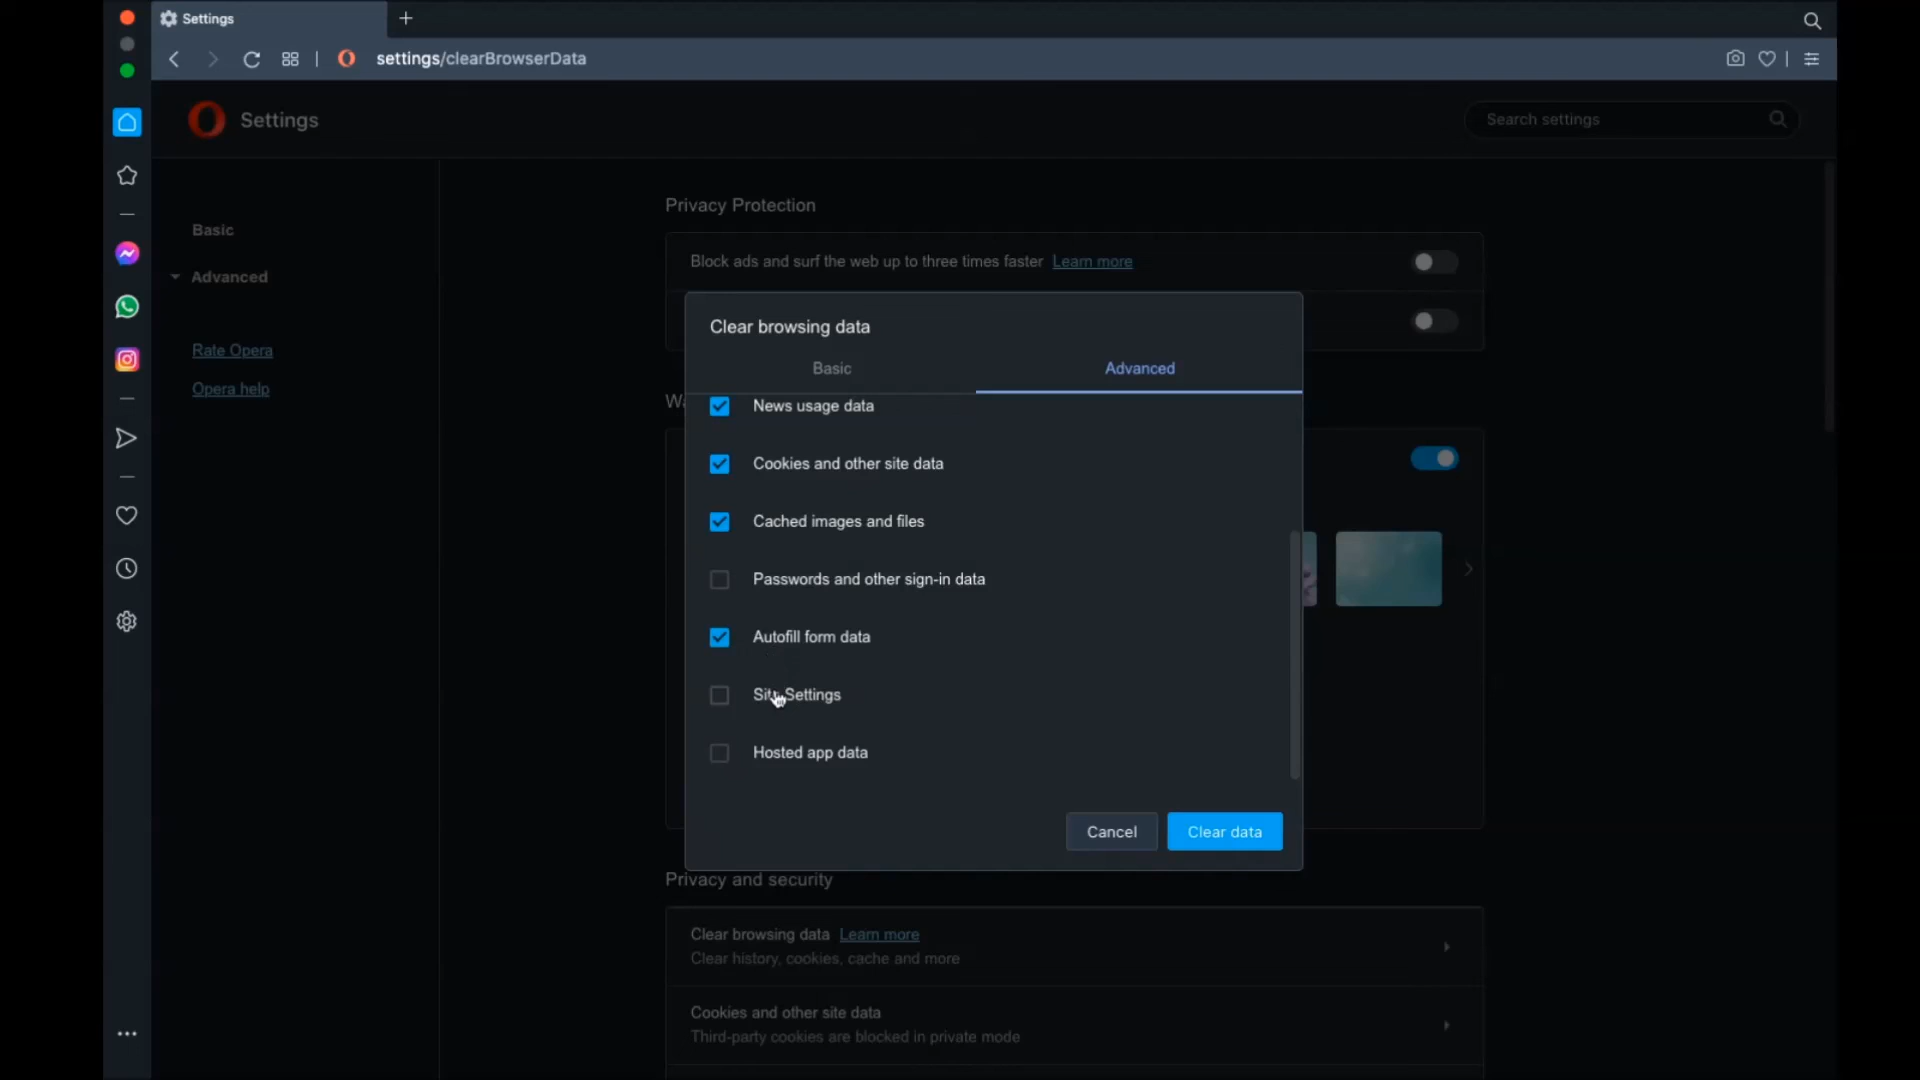 Settings
settings/clearBrowserData
Settings
Search settings
Basic
Advanced
Rate Opera
Opera help
Privacy Protection
Block ads and surf the web up to three times faster Learn more
Clear browsing data
Basic
Advanced
News usage data
Cookies and other site data
Cached images and files
Passwords and other sign-in data
Autofill form data
Site Settings
Hosted app data
Cancel
Clear data
Privacy and security
Clear browsing data Learn more
Clear history, cookies, cache and more
Cookies and other site data
Third-party cookies are blocked in private mode